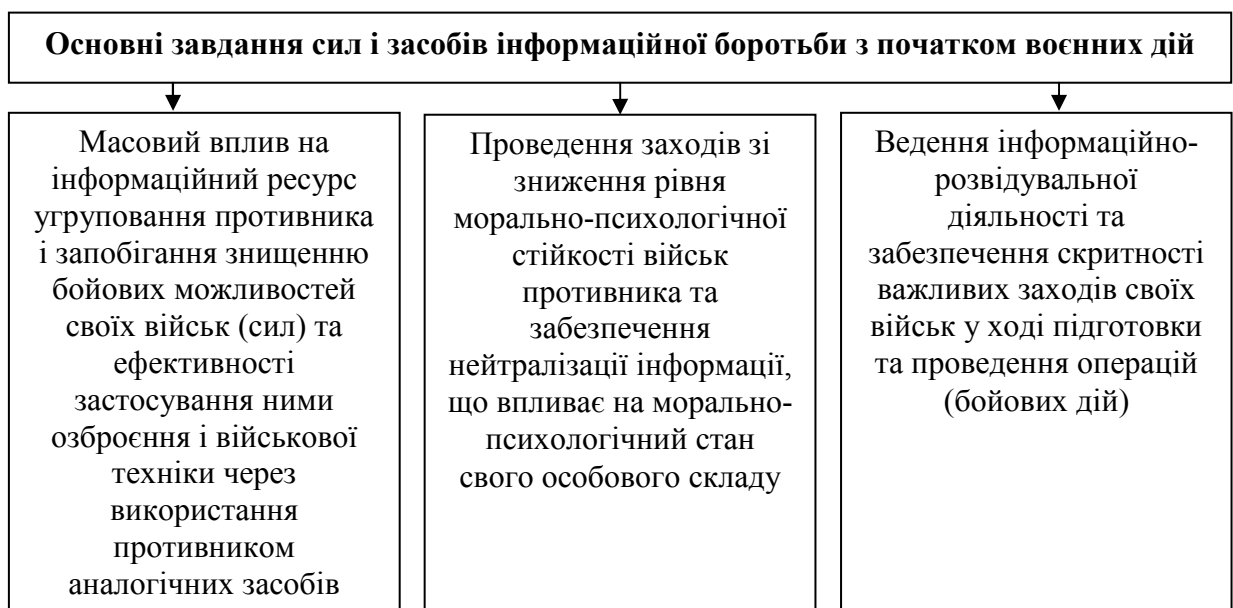 Основні завдання сил і засобів інформаційної боротьби з початком воєнних дій
Масовий вплив на
інформаційний ресурс
угруповання противника
і запобігання знищенню
бойових можливостей
своїх військ (сил) та
ефективності
застосування ними
озброєння і військової
техніки через
використання
противником
аналогічних засобів
Проведення заходів зі
зниження рівня
морально-психологічної
стійкості військ
противника та
забезпечення
нейтралізації інформації,
що впливає на морально-
психологічний стан
свого особового складу
Ведення інформаційно-
розвідувальної
діяльності та
забезпечення скритності
важливих заходів своїх
військ у ході підготовки
та проведення операцій
(бойових дій)